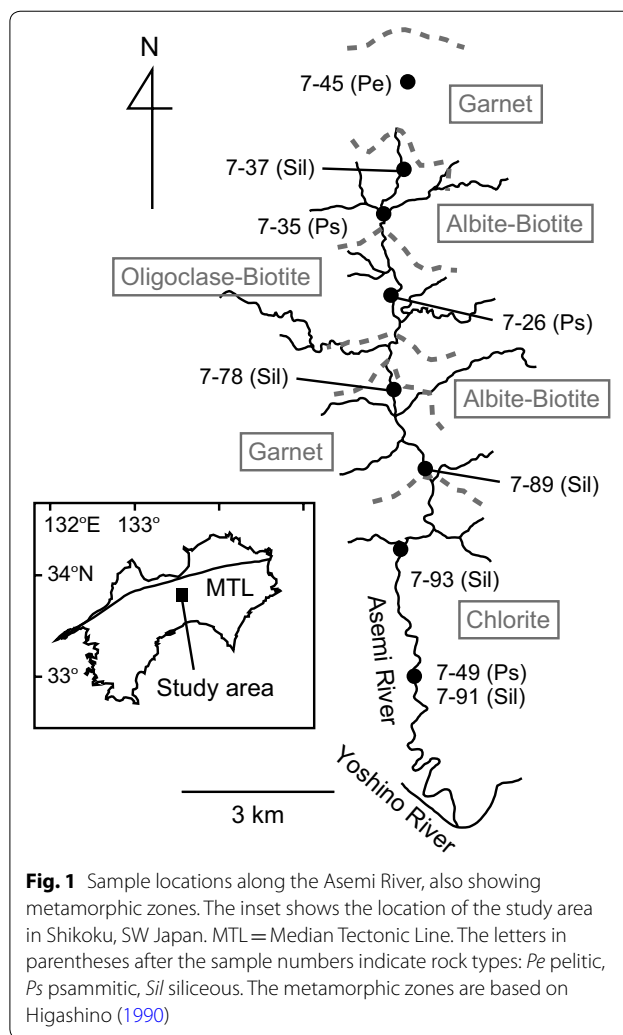 N
7-45 (Pe)
Garnet
7-37 (Sil)
7-35 (Ps)
Albite-Biotite
Oligoclase-Biotite
7-26 (Ps)
7-78 (Sil)
Albite-Biotite
Garnet
7-89 (Sil)
132°E 133°
34°N
MTL
7-93 (Sil)
Chlorite
Asemi River
33°
Study area
7-49 (Ps)
7-91 (Sil)
Yoshino River
3 km
Fig. 1 Sample locations along the Asemi River, also showing
metamorphic zones. The inset shows the location of the study area
in Shikoku, SW Japan. MTL = Median Tectonic Line. The letters in
parentheses after the sample numbers indicate rock types: Pe pelitic,
Ps psammitic, Sil siliceous. The metamorphic zones are based on
Higashino (1990)